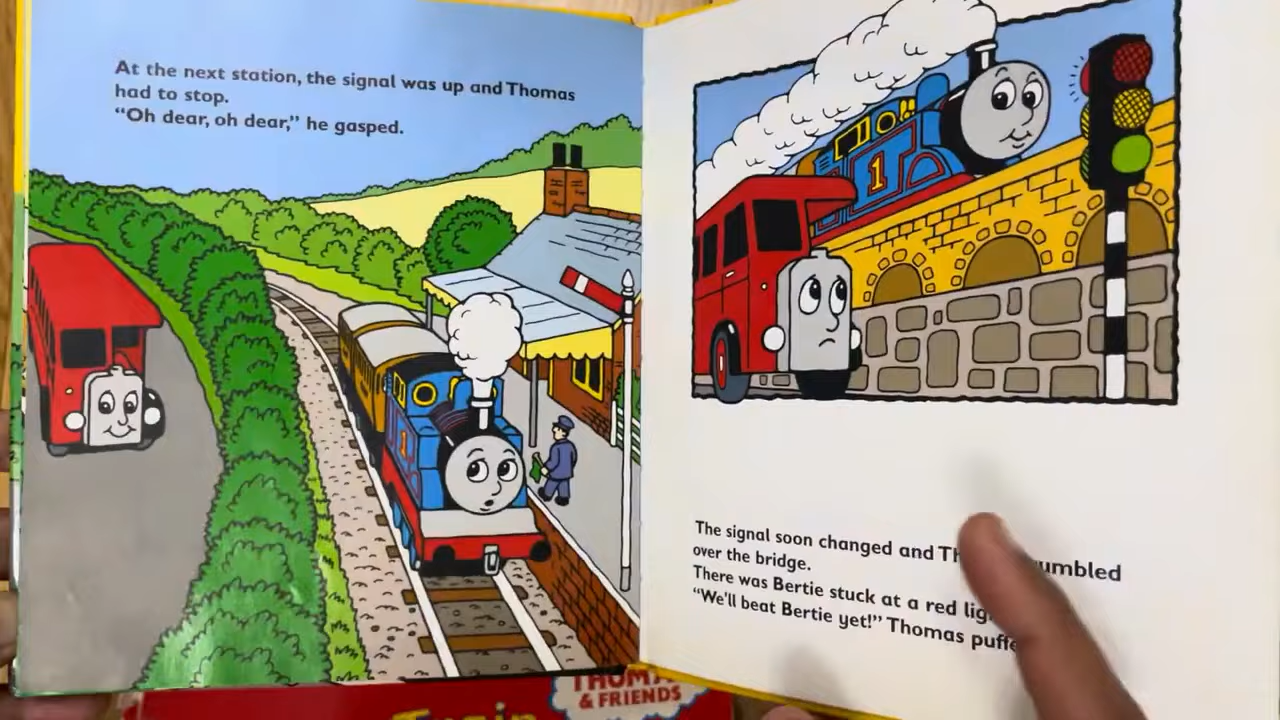 At the next station, the signal was up and Thomas
had to stop.
“Oh dear, oh dear,” he gasped.
1
1
The signal soon changed and
over the bridge.
There was Bertie stuck at a red
“We'll beat Bertie yet!” Thomas
& FRIENDS